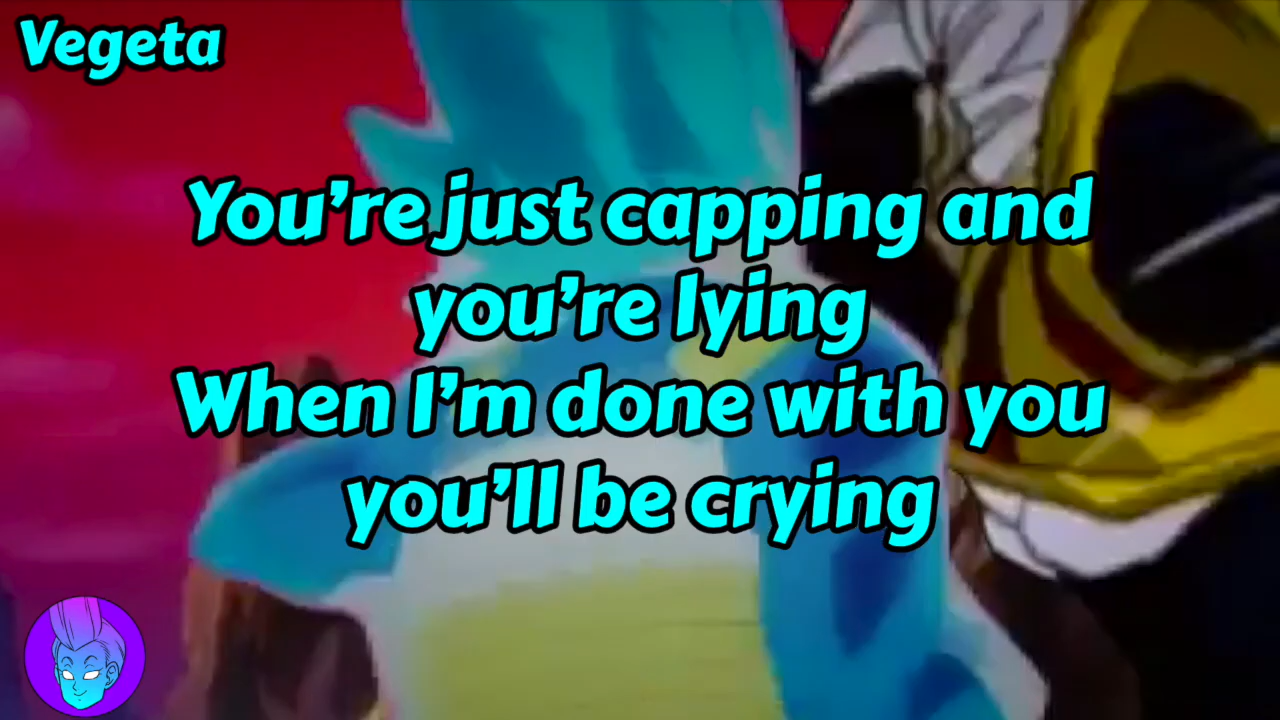 Vegeta
You’re just capping and
you’re lying
When I’m done with you
you’ll be crying